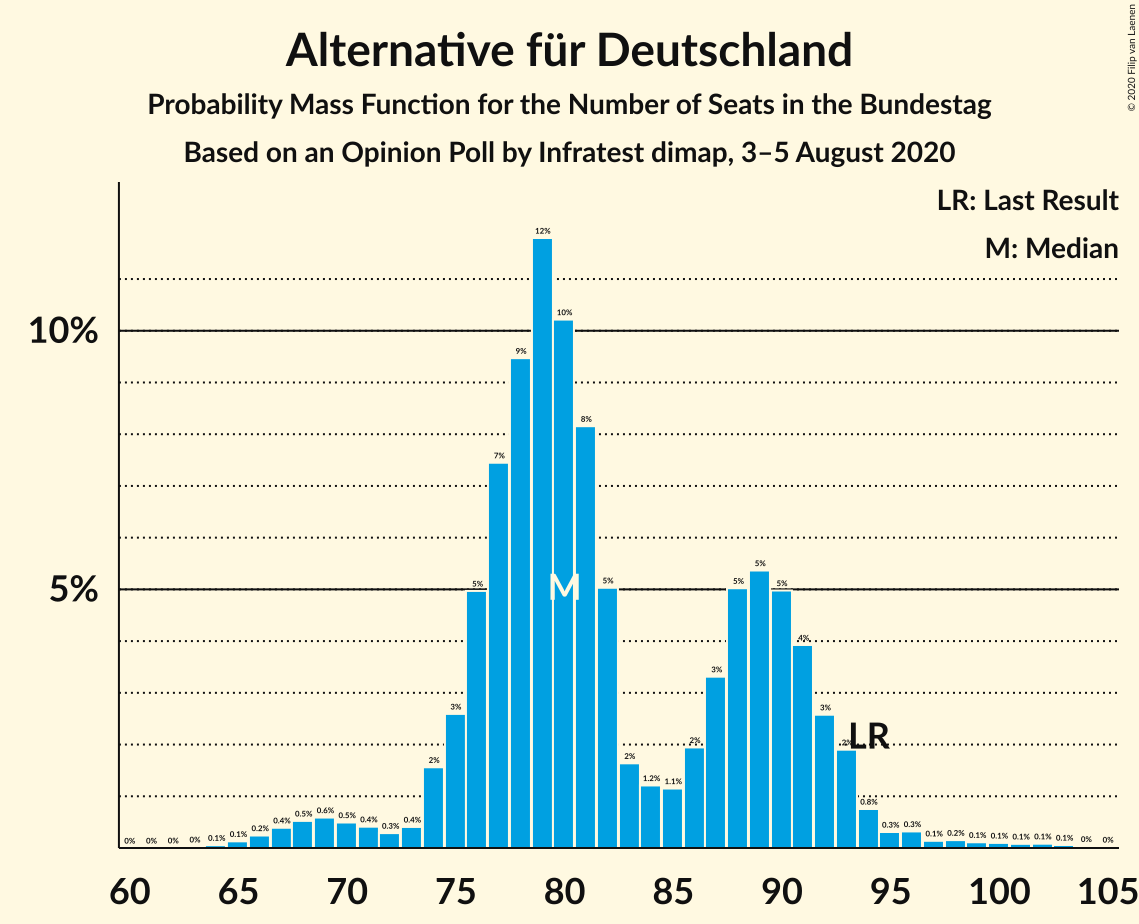 © 2020 Filip van Laenen
Alternative für Deutschland
Probability Mass Function for the Number of Seats in the Bundestag
Based on an Opinion Poll by Infratest dimap, 3–5 August 2020
LR: Last Result
M: Median
10%
5%
0% 0% 0% 0% 0.1% 0.1% 0.2% 0.4% 0.5% 0.6% 0.5% 0.4% 0.3% 0.4% 2% 3% 5% 7% 9% 12% 10% 8% 5% 2% 1.2% 1.1% 2% 3% 5% 5% 5% 4% 3% 2% 0.8% 0.3% 0.3% 0.1% 0.2% 0.1% 0.1% 0.1% 0.1% 0.1% 0% 0%
M
LR
60 65 70 75 80 85 90 95 100 105